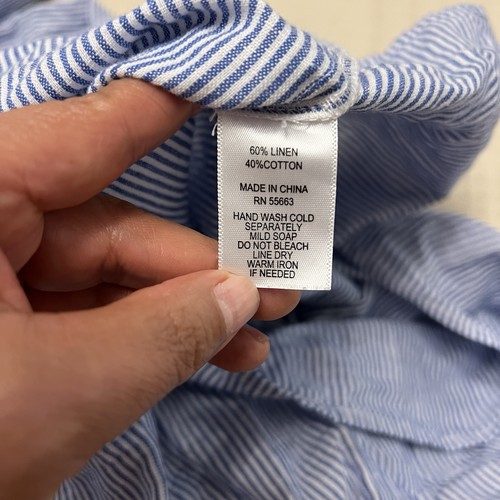 60% LINEN
40%COTTON
MADE IN CHINA
RN 55663
HAND WASH COLD
SEPARATELY
MILD SOAP
DO NOT BLEACH
LINE DRY
WARM IRON
IF NEEDED